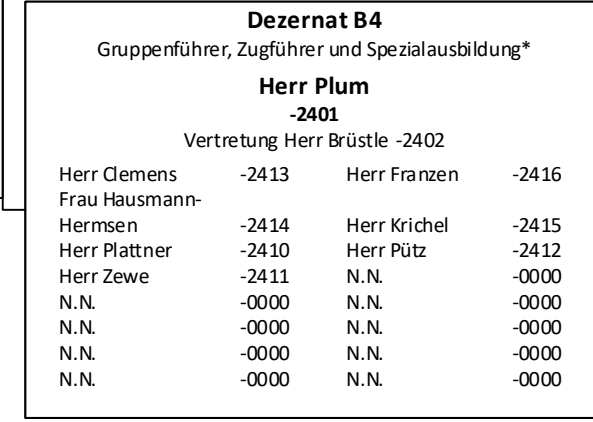 Dezernat B4
Gruppenführer, Zugführer und Spezialausbildung*
Herr Plum
-2401
Vertretung Herr Brüstle -2402
Herr Clemens -2413 Herr Franzen -2416
Frau Hausmann-
Hermsen -2414 Herr Krichel -2415
Herr Plattner -2410 Herr Pütz -2412
Herr Zewe -2411 N.N. -0000
N.N. -0000 N.N. -0000
N.N. -0000 N.N. -0000
N.N. -0000 N.N. -0000
N.N. -0000 N.N. -0000